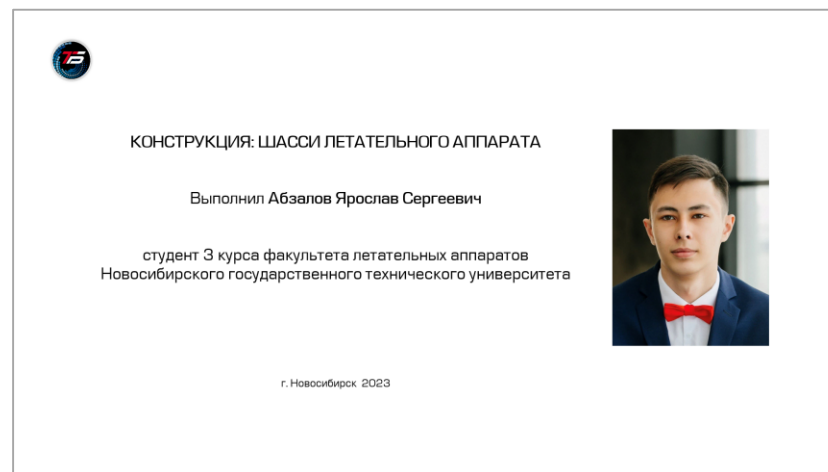 ТБ
КОНСТРУКЦИЯ: ШАССИ ЛЕТАТЕЛЬНОГО АППАРАТА
Выполнил Абзалов Ярослав Сергеевич
студент 3 курса факультета летательных аппаратов
Новосибирского государственного технического университета
г. Новосибирск 2023